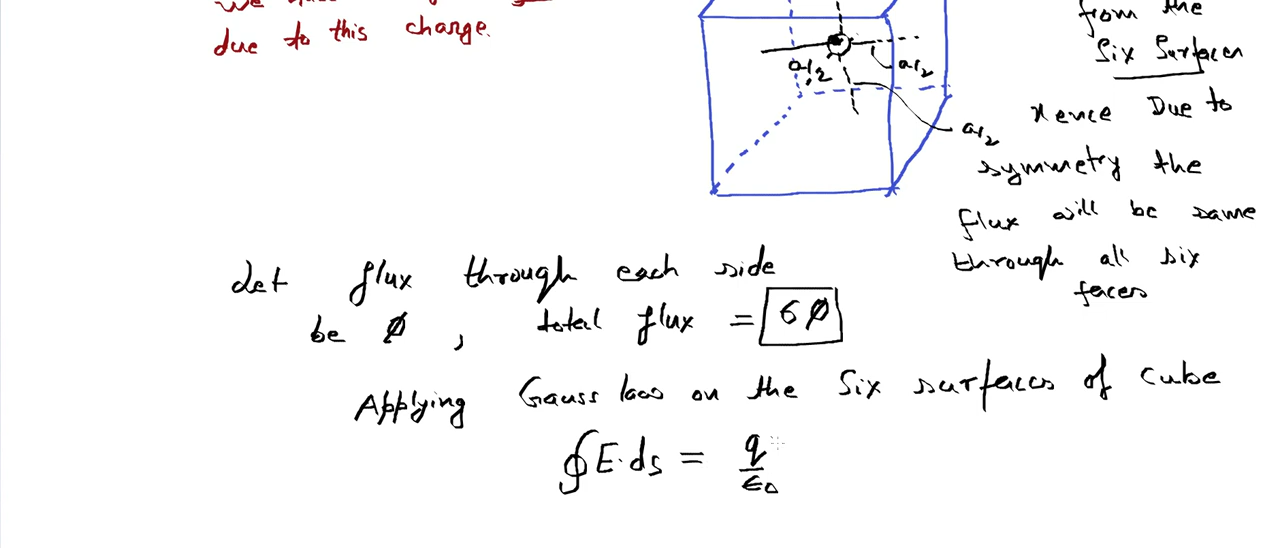 due to this charge.
a/2
a/2
a/2
from the
Six Surfaces
Hence Due to
symmetry the
flux will be same
through all six
faces
Let flux through each side
be Ø , total flux = 6Ø
Applying Gauss law on the Six surfaces of cube
∮E.ds = q/ε0